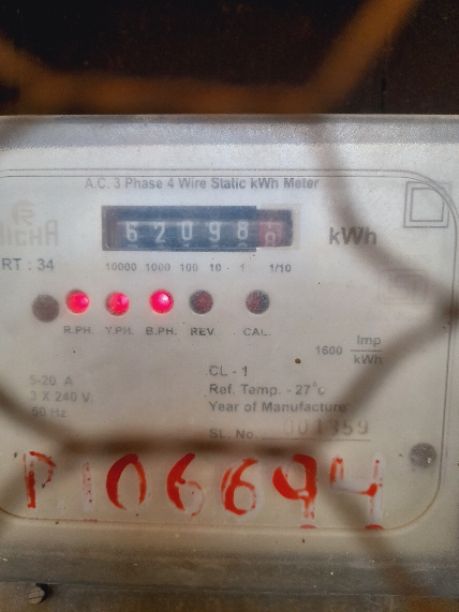 A.C. 3 Phase 4 Wire Static kWh Meter
62098
kWh
RT : 34
10000 1000 100 10 - 1 1/10
R.PH. Y.PH. B.PH. REV. CAL.
1600 Imp/kWh
5-20 A
3 X 240 V
50 Hz
CL - 1
Ref. Temp. - 27°c
Year of Manufacture
SL. No. 001359
P106694